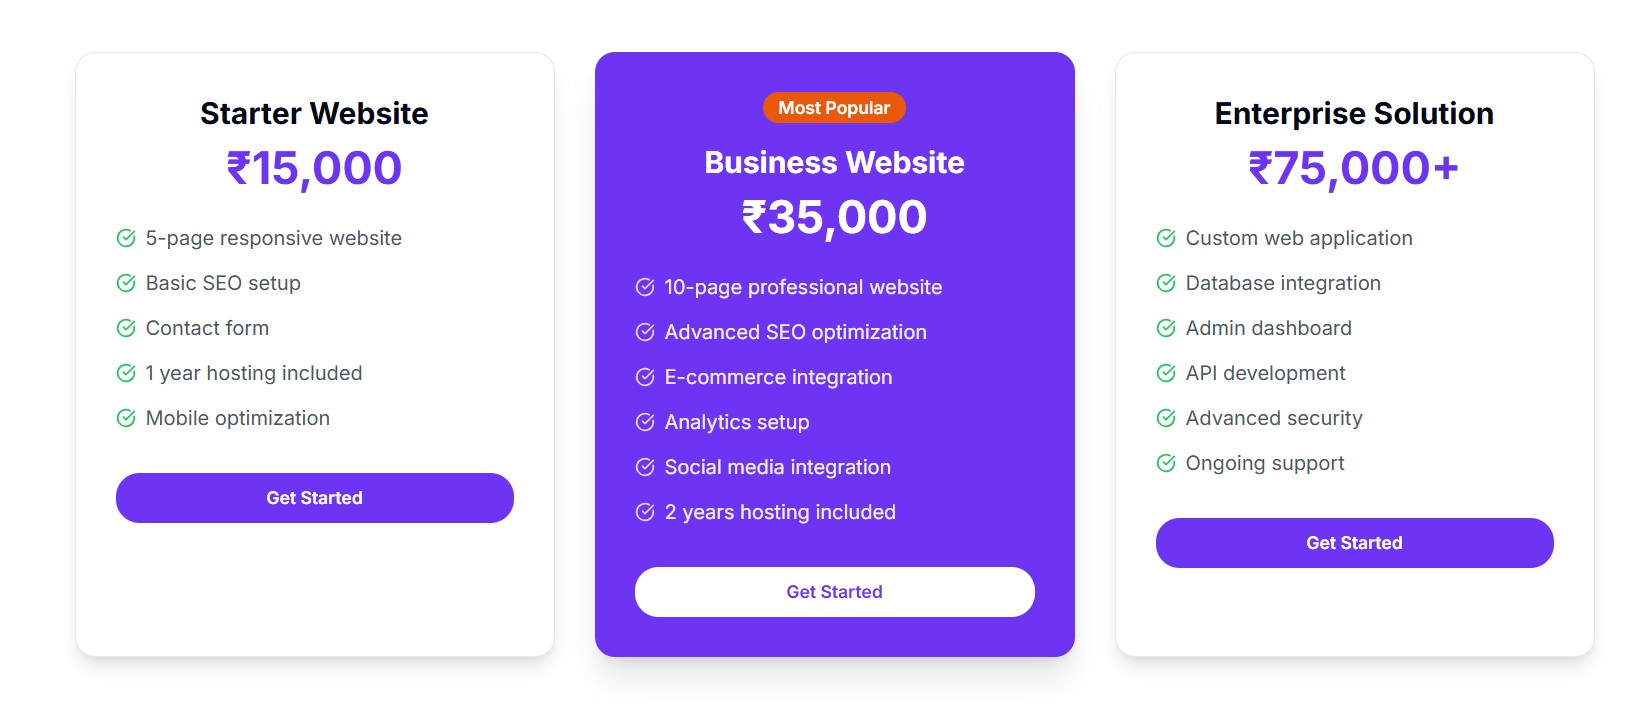 Starter Website
₹15,000
5-page responsive website
Basic SEO setup
Contact form
1 year hosting included
Mobile optimization
Get Started
Most Popular
Business Website
₹35,000
10-page professional website
Advanced SEO optimization
E-commerce integration
Analytics setup
Social media integration
2 years hosting included
Get Started
Enterprise Solution
₹75,000+
Custom web application
Database integration
Admin dashboard
API development
Advanced security
Ongoing support
Get Started